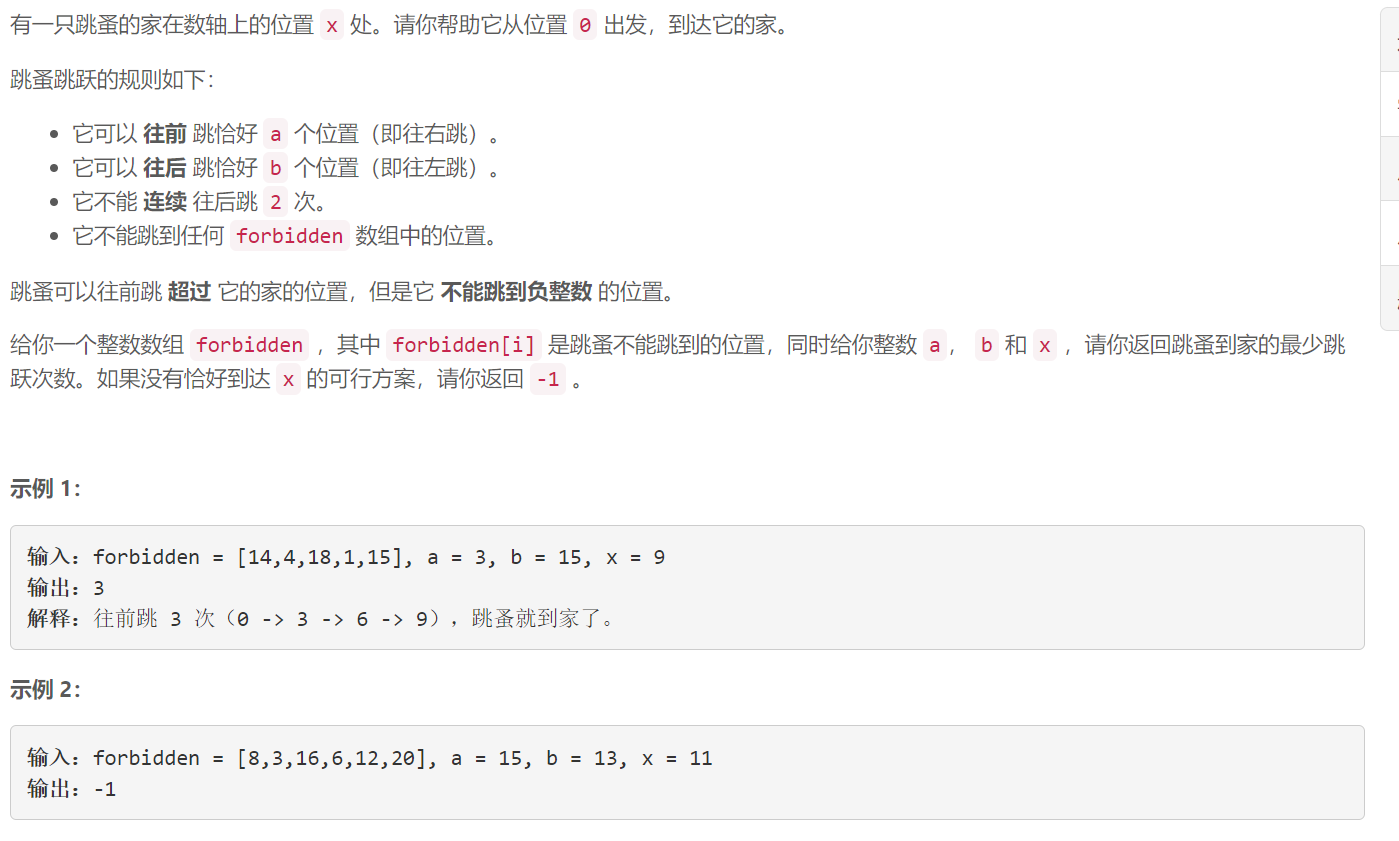 有一只跳蚤的家在数轴上的位置 x 处。请你帮助它从位置 0 出发，到达它的家。
跳蚤跳跃的规则如下：
• 它可以 往前 跳恰好 a 个位置（即往右跳）。
• 它可以 往后 跳恰好 b 个位置（即往左跳）。
• 它不能 连续 往后跳 2 次。
• 它不能跳到任何 forbidden 数组中的位置。
跳蚤可以往前跳 超过 它的家的位置，但是它 不能跳到负整数 的位置。
给你一个整数数组 forbidden ，其中 forbidden[i] 是跳蚤不能跳到的位置，同时给你整数 a， b 和 x ，请你返回跳蚤到家的最少跳
跃次数。如果没有恰好到达 x 的可行方案，请你返回 -1 。
示例 1：
输入：forbidden = [14,4,18,1,15], a = 3, b = 15, x = 9
输出：3
解释：往前跳 3 次（0 -> 3 -> 6 -> 9），跳蚤就到家了。
示例 2：
输入：forbidden = [8,3,16,6,12,20], a = 15, b = 13, x = 11
输出：-1